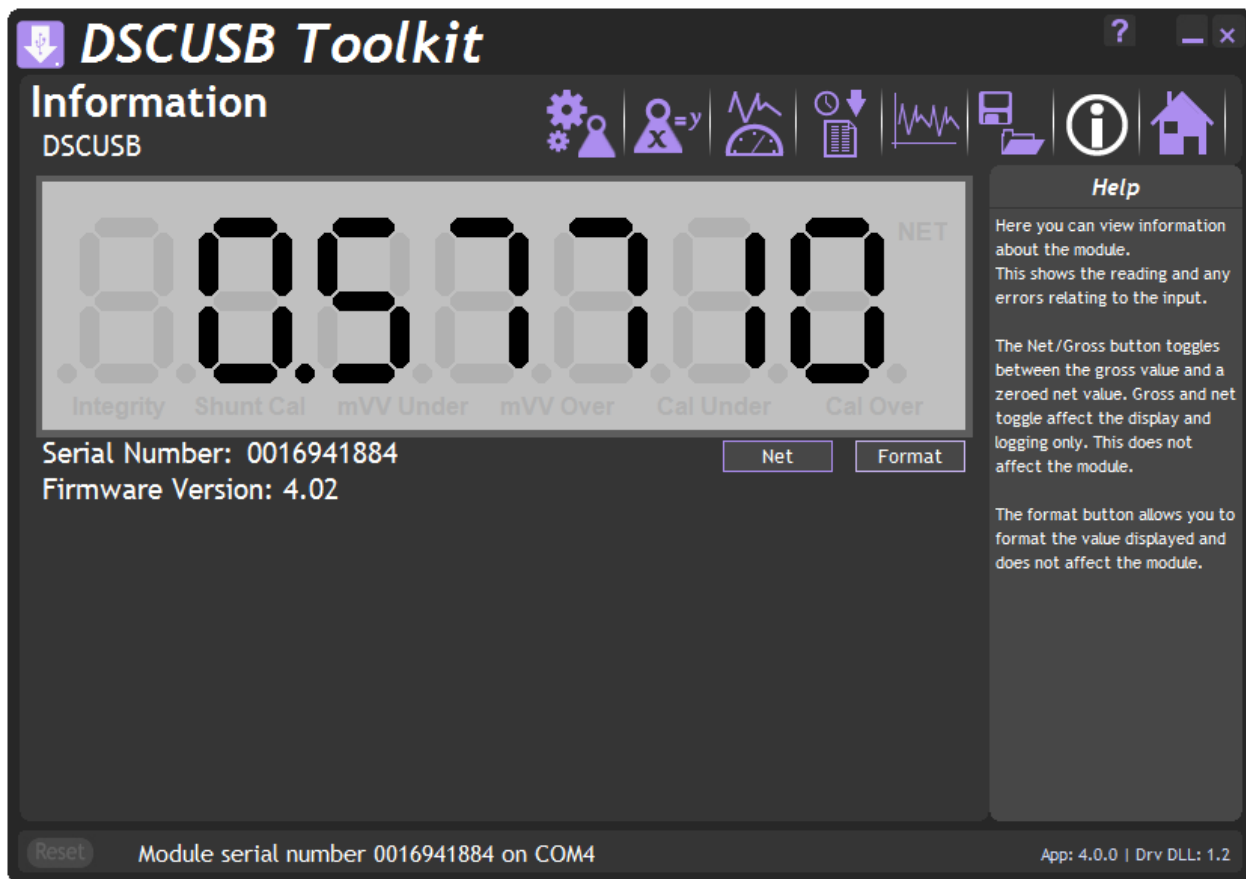 DSCUSB Toolkit
?
Information
DSCUSB
x=y
0.57710
NET
Integrity Shunt Cal mVV Under mVV Over Cal Under Cal Over
Serial Number: 0016941884
Net Format
Firmware Version: 4.02
Help
Here you can view information
about the module.
This shows the reading and any
errors relating to the input.
The Net/Gross button toggles
between the gross value and a
zeroed net value. Gross and net
toggle affect the display and
logging only. This does not
affect the module.
The format button allows you to
format the value displayed and
does not affect the module.
Reset Module serial number 0016941884 on COM4
App: 4.0.0 | Drv DLL: 1.2